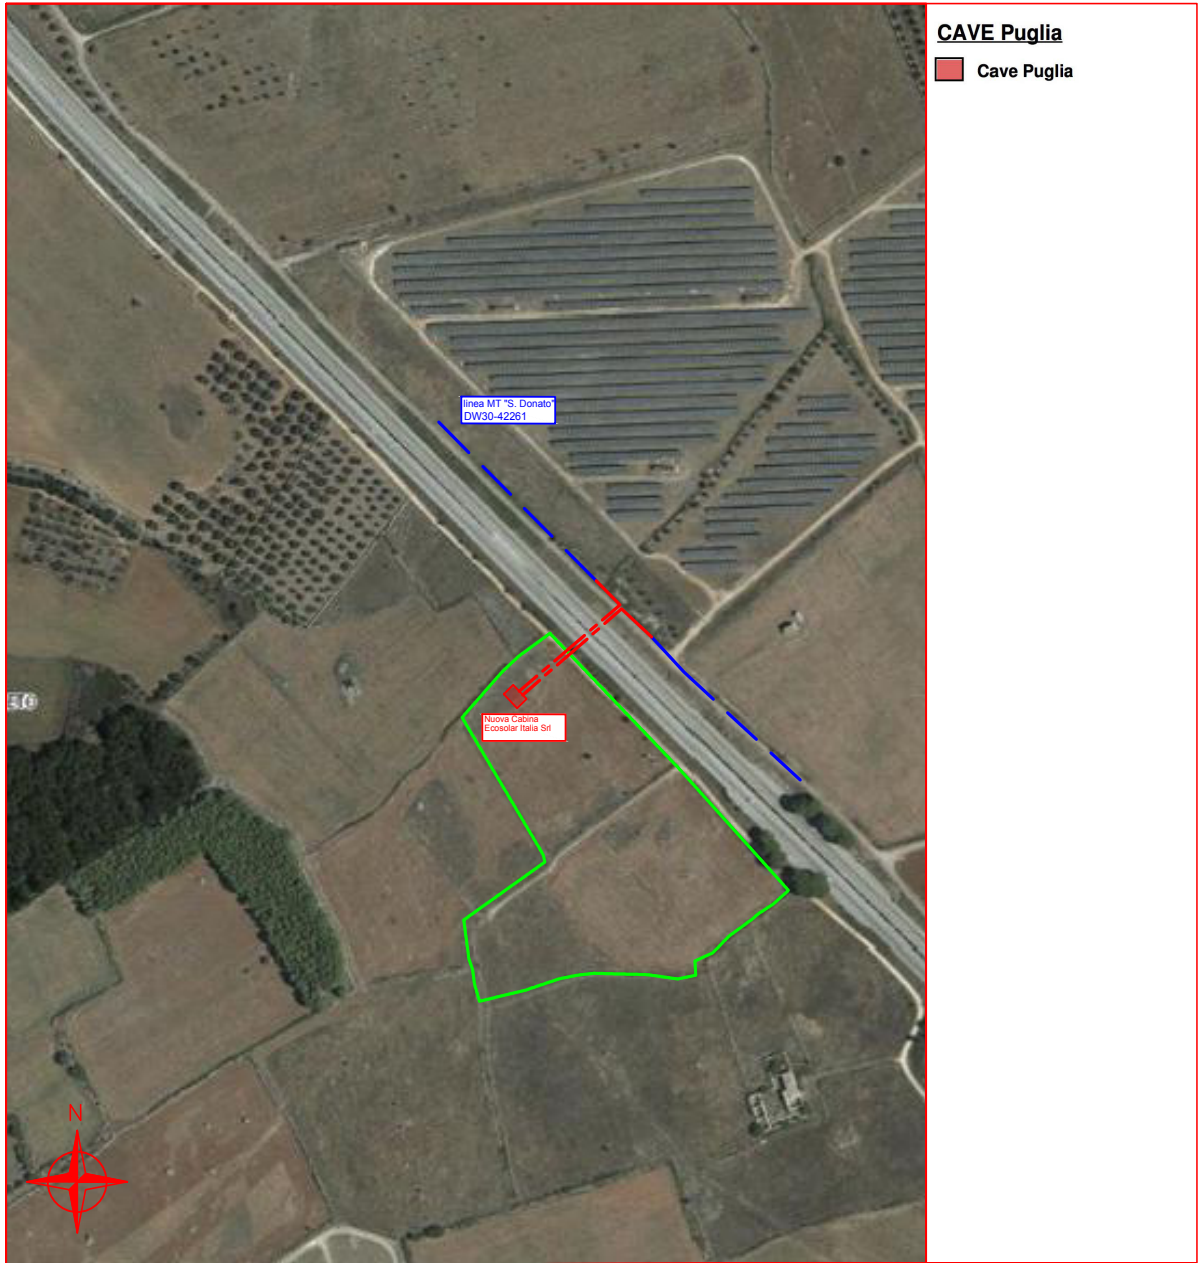 CAVE Puglia
Cave Puglia
linea MT "S. Donato"
DW30-42261
Nuova Cabina
Ecosolar Italia Srl
N